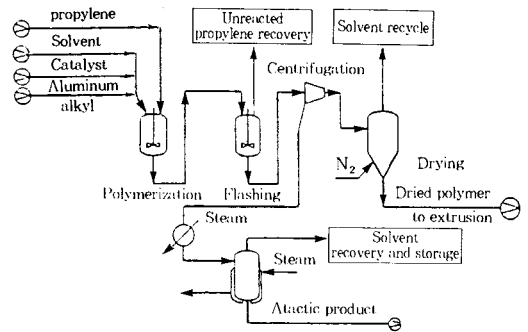 propylene
Solvent
Catalyst
Aluminum
alkyl
Unreacted
propylene recovery
Solvent recycle
Centrifugation
N₂
Drying
Polymerization
Flashing
Dried polymer
to extrusion
Steam
Solvent
recovery and storage
Steam
Atactic product